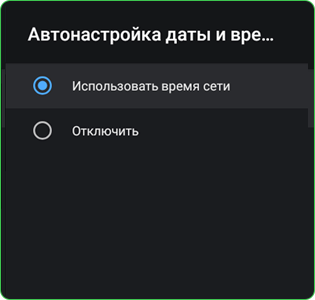 Автонастройка даты и вре...
Использовать время сети
Отключить